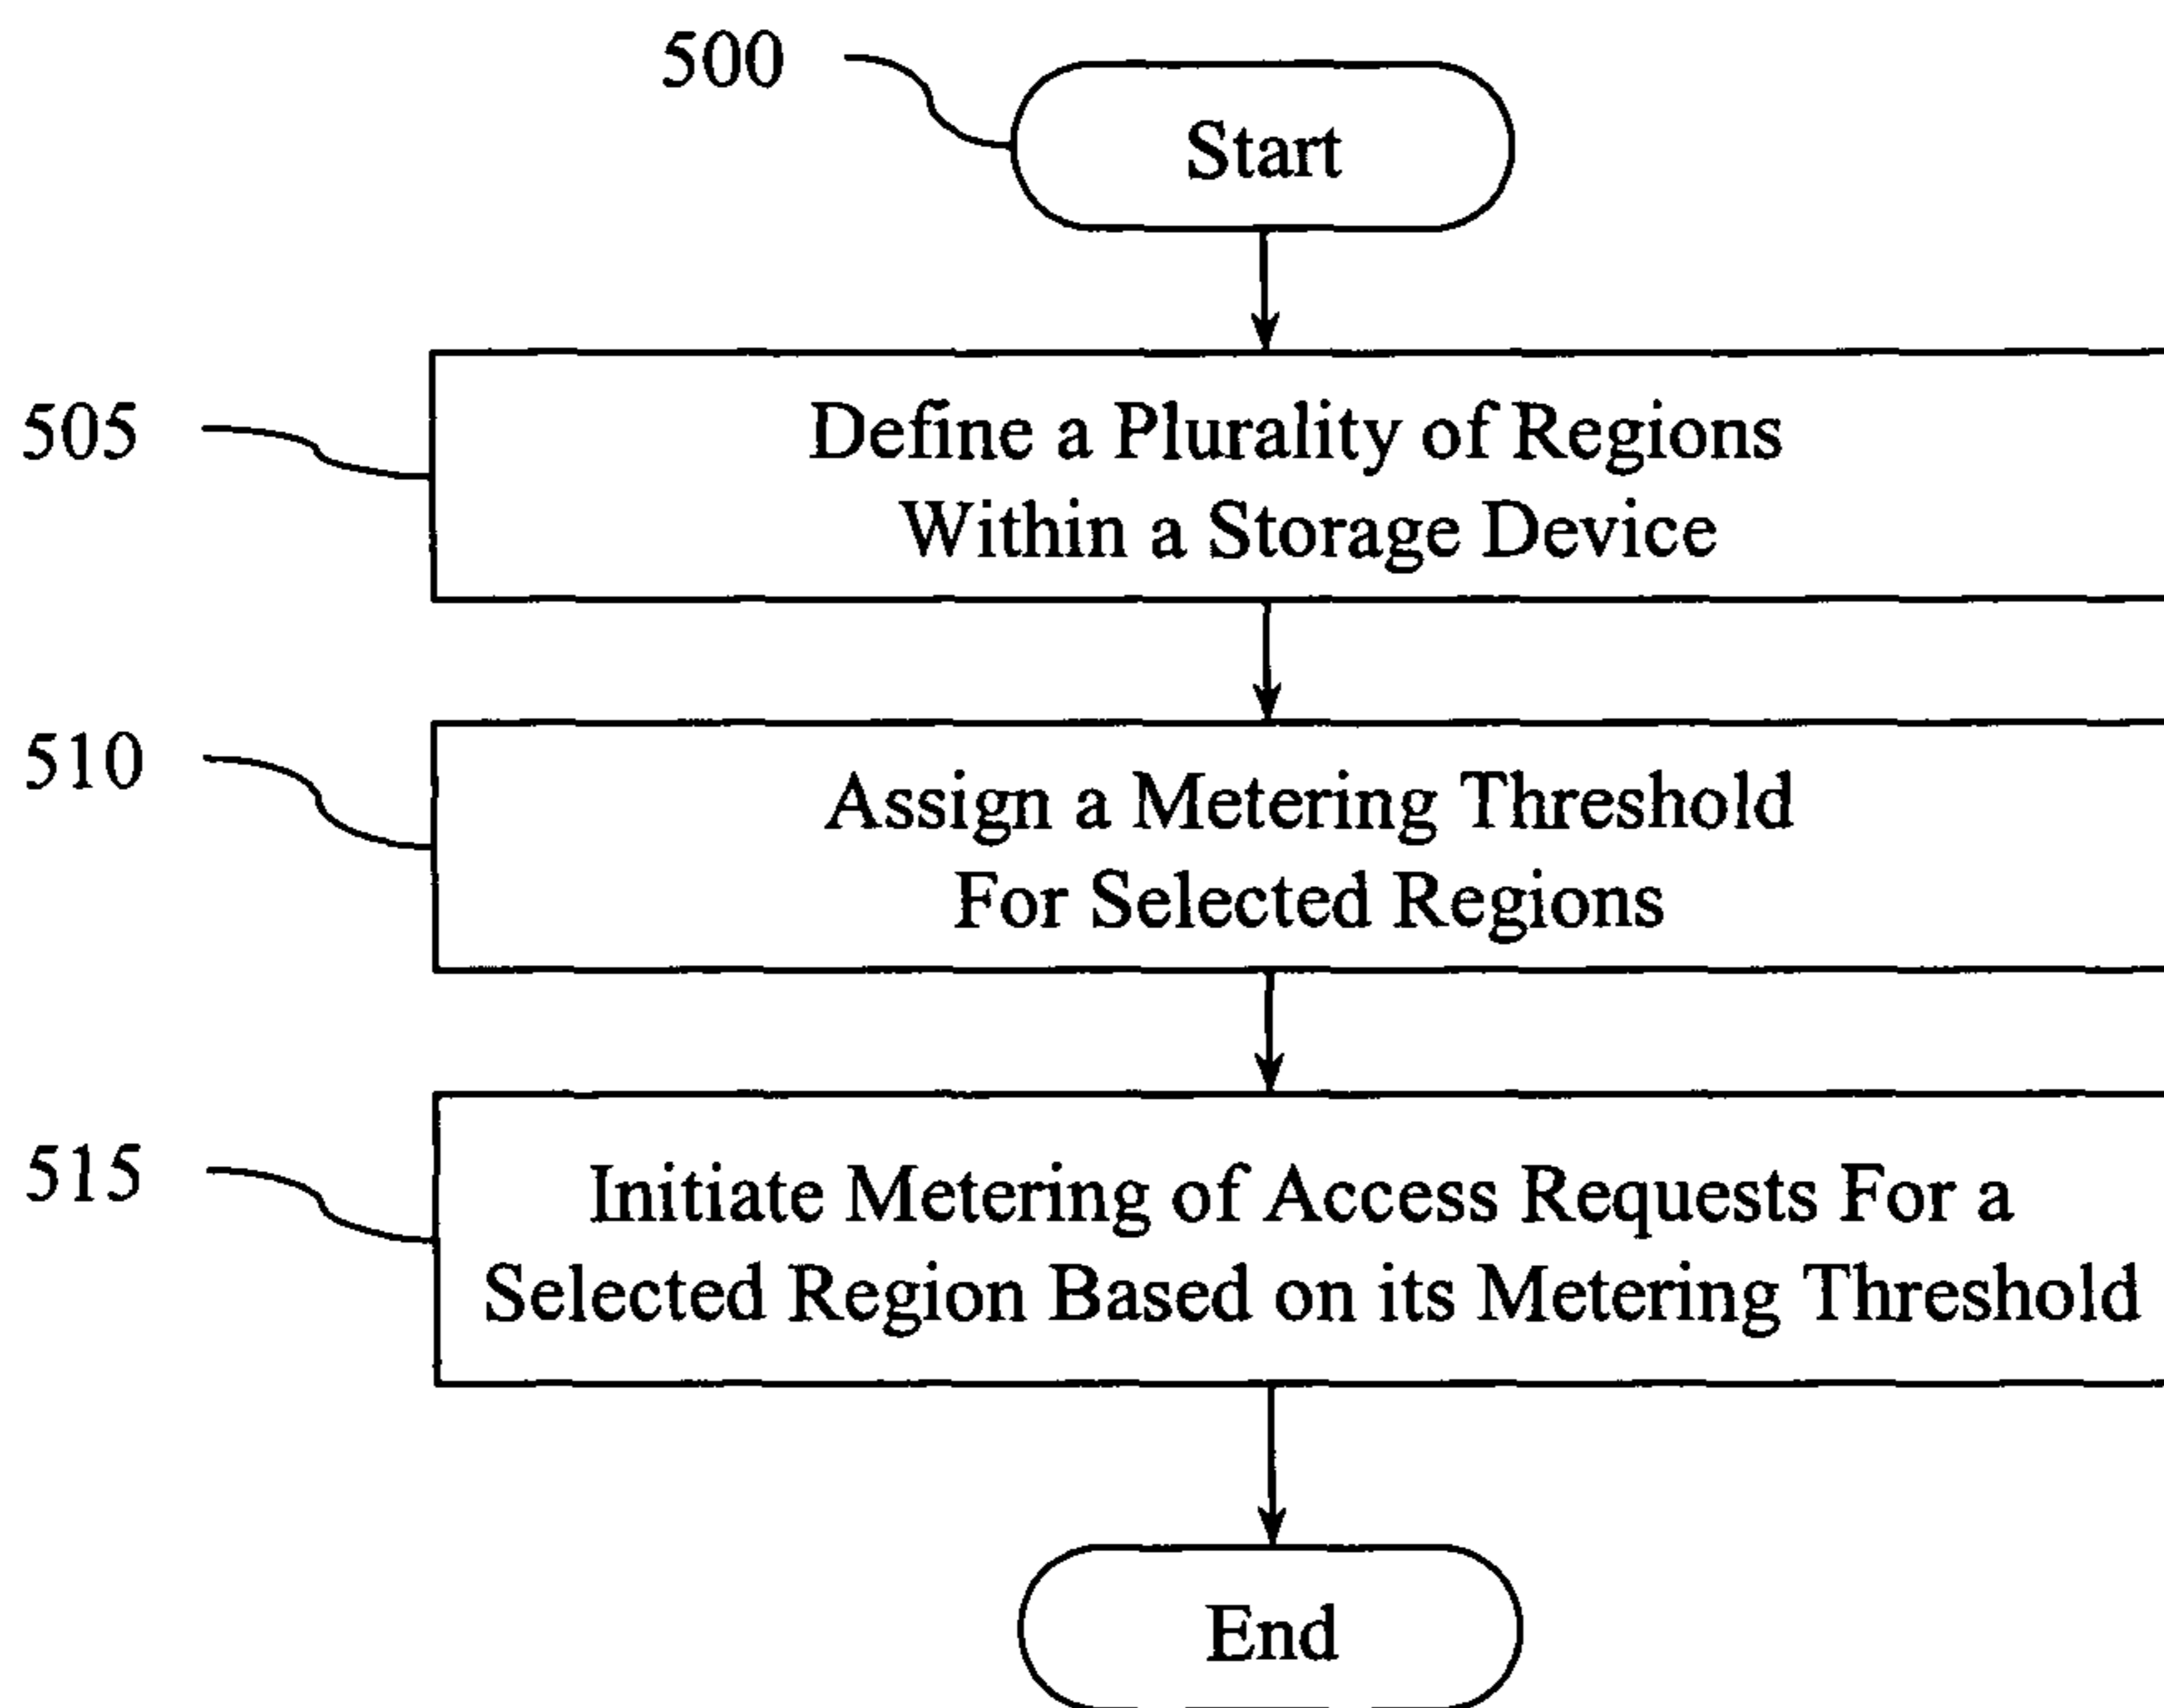 500
Start
505
Define a Plurality of Regions
Within a Storage Device
510
Assign a Metering Threshold
For Selected Regions
515
Initiate Metering of Access Requests For a
Selected Region Based on its Metering Threshold
End